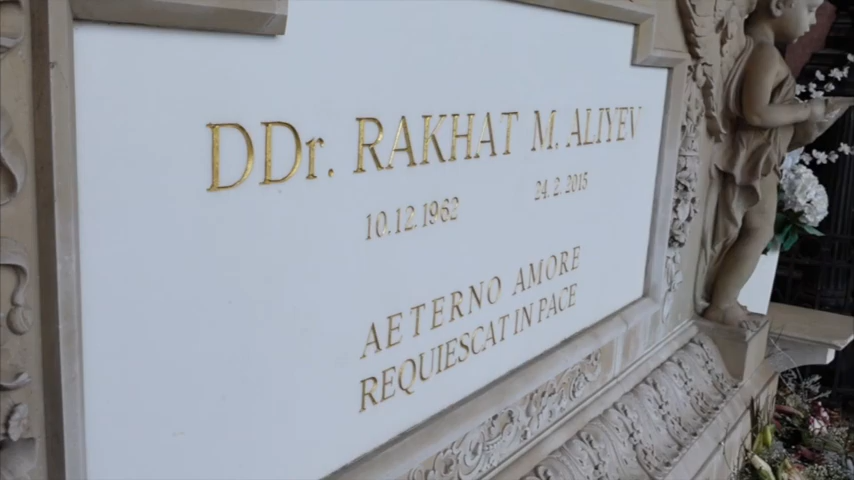 DDr. RAKHAT M. ALIYEV
10.12.1962 24.2.2015
AETERNO AMORE
REQUIESCAT IN PACE